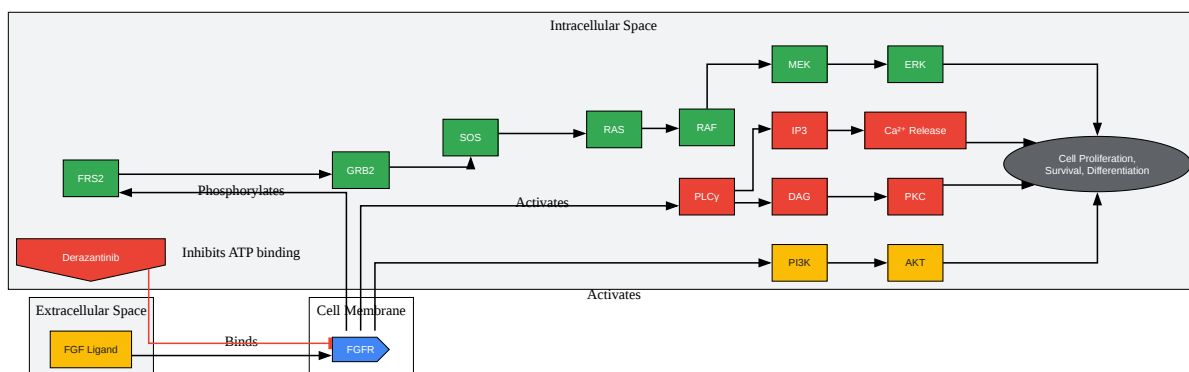 Intracellular Space
MEK
ERK
SOS
RAS
RAF
IP3
Ca²⁺ Release
Cell Proliferation,
Survival, Differentiation
FRS2
GRB2
Phosphorylates
Activates
PLCγ
DAG
PKC
Derazantinib
Inhibits ATP binding
PI3K
AKT
Activates
Extracellular Space
Cell Membrane
FGF Ligand
Binds
FGFR